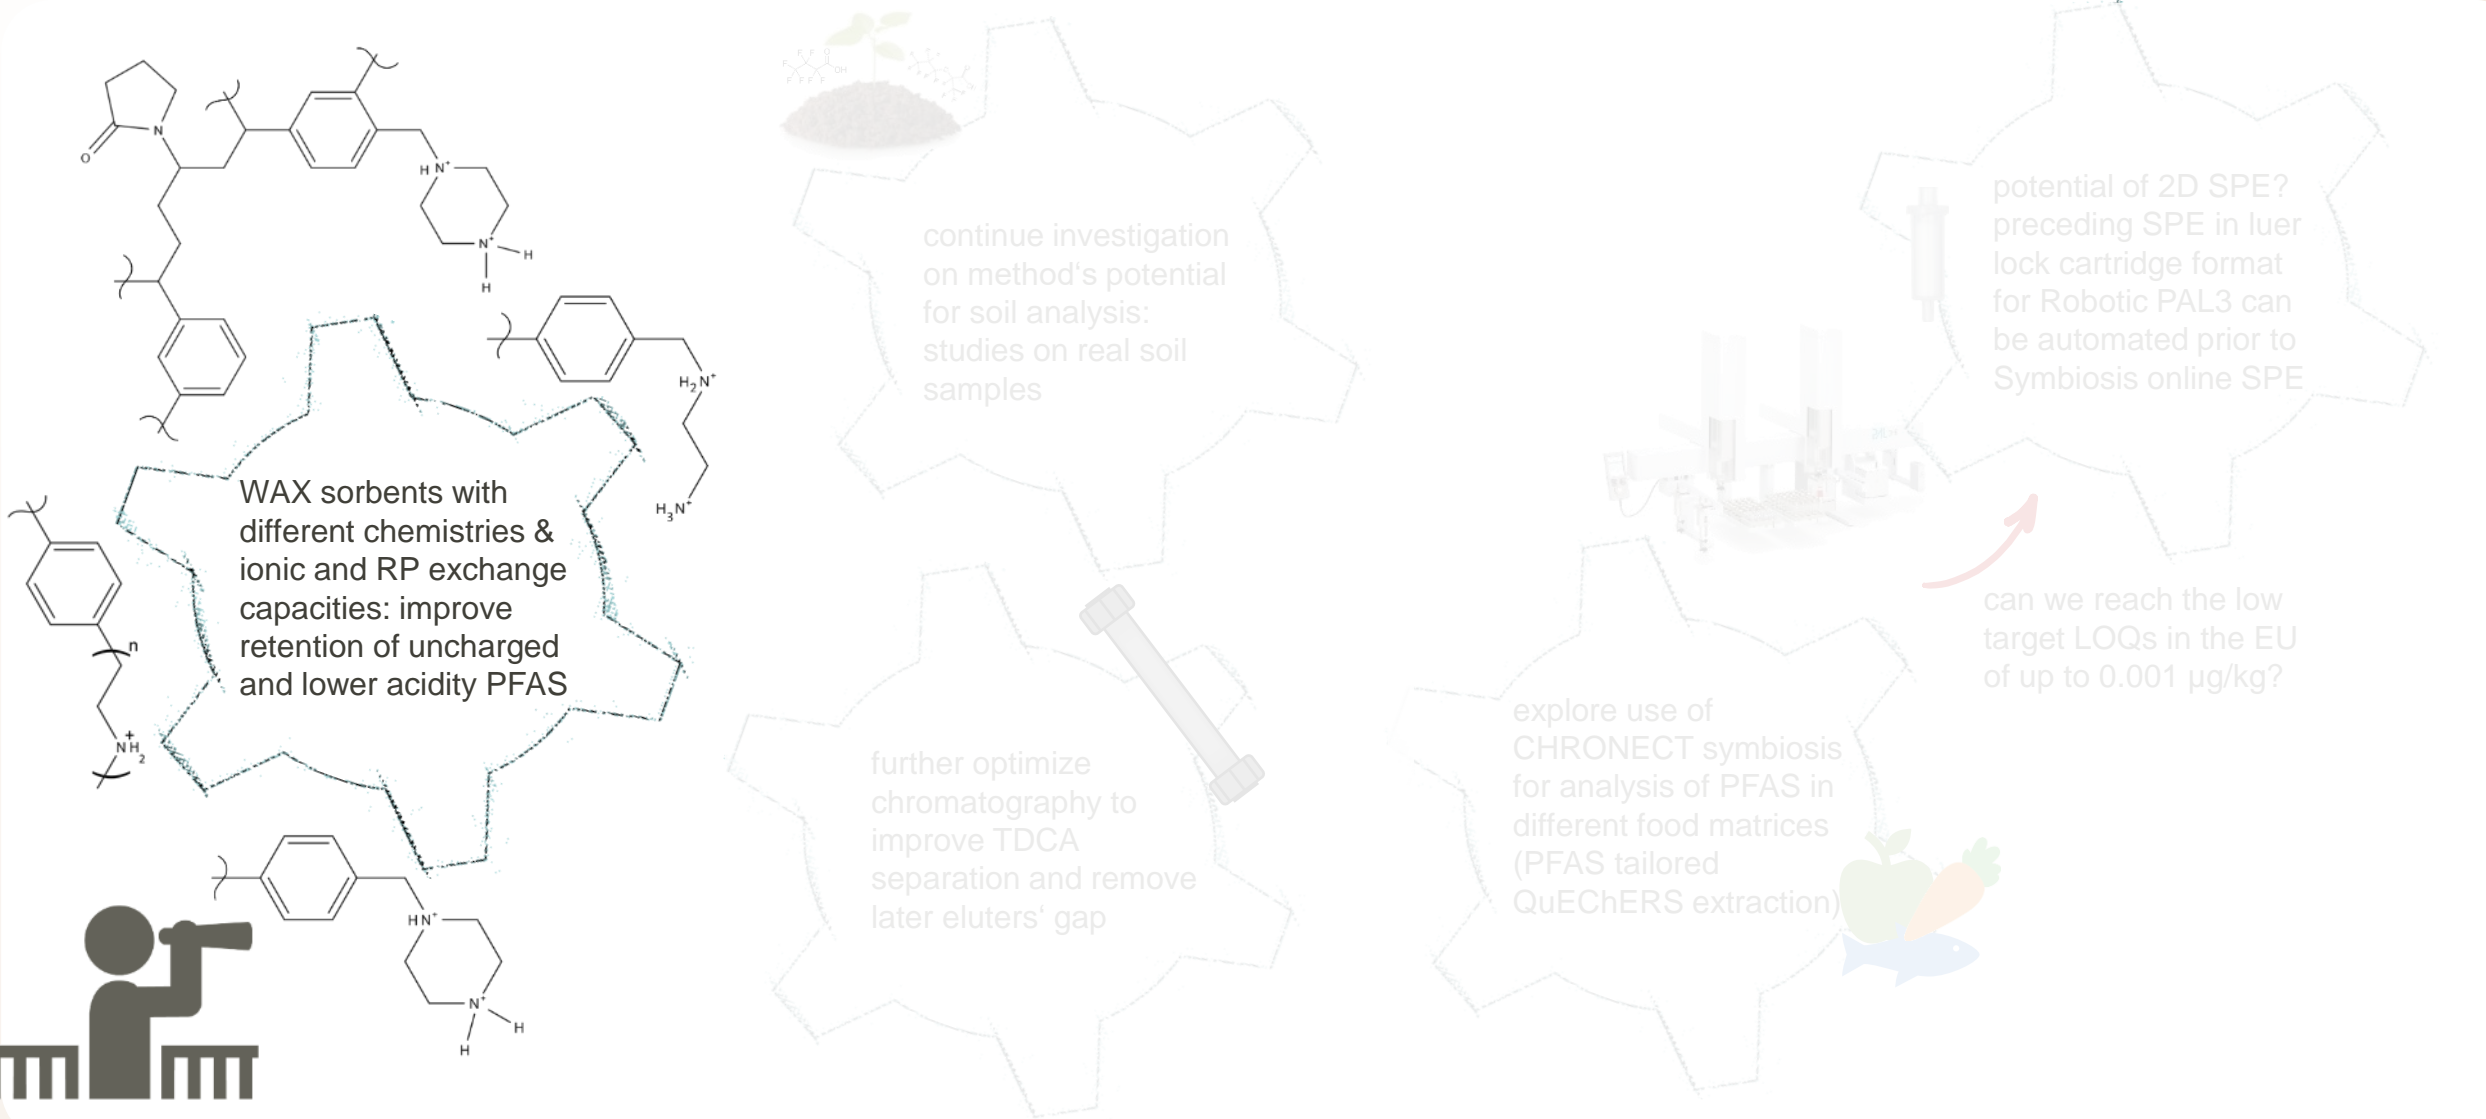 WAX sorbents with
different chemistries &
ionic and RP exchange
capacities: improve
retention of uncharged
and lower acidity PFAS
continue investigation
on method‘s potential
for soil analysis:
studies on real soil
samples
further optimize
chromatography to
improve TDCA
separation and remove
later eluters‘ gap
explore use of
CHRONECT symbiosis
for analysis of PFAS in
different food matrices
(PFAS tailored
QuEChERS extraction)
potential of 2D SPE?
preceding SPE in luer
lock cartridge format
for Robotic PAL3 can
be automated prior to
Symbiosis online SPE
can we reach the low
target LOQs in the EU
of up to 0.001 µg/kg?
N
O
H N+
N+
H
H
H2N+
H3N+
n
+
NH2
HN+
N+
H
H
F F O
F OH
F F F F